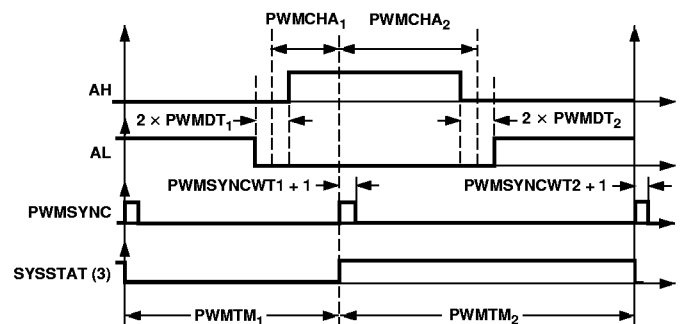 PWMCHA1 PWMCHA2
AH
2 × PWMDT1 2 × PWMDT2
AL
PWMSYNCWT1 + 1 PWMSYNCWT2 + 1
PWMSYNC
SYSSTAT (3)
PWMTM1 PWMTM2